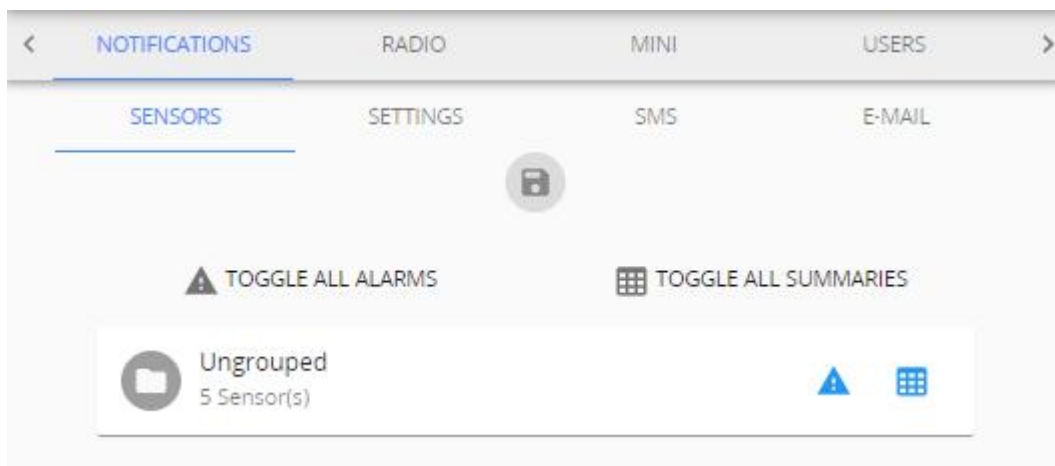 NOTIFICATIONS RADIO MINI USERS
SENSORS SETTINGS SMS E-MAIL
TOGGLE ALL ALARMS TOGGLE ALL SUMMARIES
Ungrouped
5 Sensor(s)